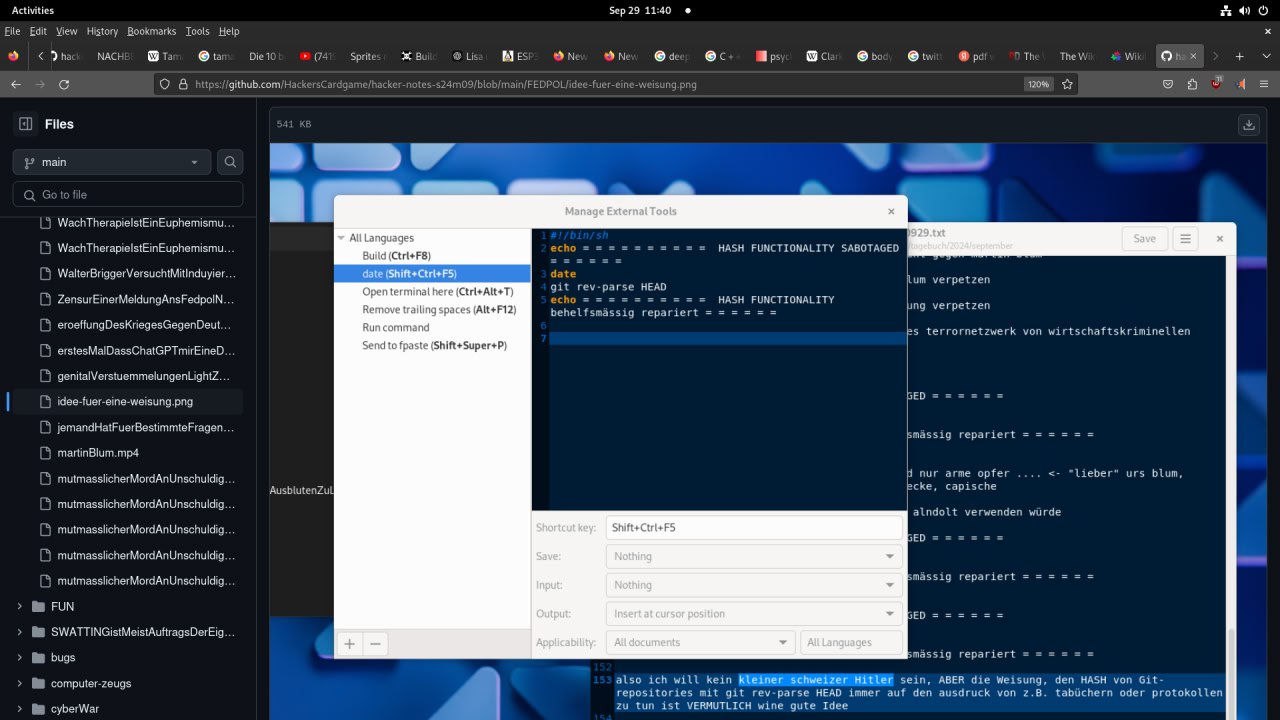 Activities
Sep 29 11:40
File Edit View History Bookmarks Tools Help
hacke NACHBE Tam tama Die 10 b (741 Sprites Build Lisa ESP3 New New deep C + psyc Clark body twitt pdf The V The Wi Wiki ha
https://github.com/HackersCardgame/hacker-notes-s24m09/blob/main/FEDPOL/idee-fuer-eine-weisung.png
120%
Files
main
Go to file
WachTherapieIstEinEuphemismu...
WachTherapieIstEinEuphemismu...
WalterBriggerVersuchtMitInduyier...
ZensurEinerMeldungAnsFedpolN...
eroeffungDesKriegesGegenDeut...
erstesMalDassChatGPTmirEineD...
genitalVerstuemmelungenLightZ...
idee-fuer-eine-weisung.png
jemandHatFuerBestimmteFragen...
martinBlum.mp4
mutmasslicherMordAnUnschuldig...
mutmasslicherMordAnUnschuldig...
mutmasslicherMordAnUnschuldig...
mutmasslicherMordAnUnschuldig...
mutmasslicherMordAnUnschuldig...
FUN
SWATTINGistMeistAuftragsDerEig...
bugs
computer-zeugs
cyberWar
541 KB
Manage External Tools
All Languages
Build (Ctrl+F8)
date (Shift+Ctrl+F5)
Open terminal here (Ctrl+Alt+T)
Remove trailing spaces (Alt+F12)
Run command
Send to fpaste (Shift+Super+P)
1 #!/bin/sh
2 echo = = = = = = = = = = HASH FUNCTIONALITY SABOTAGED
= = = = = =
3 date
4 git rev-parse HEAD
5 echo = = = = = = = = = = HASH FUNCTIONALITY
behelfsmässig repariert = = = = = =
6
7
Shortcut key: Shift+Ctrl+F5
Save: Nothing
Input: Nothing
Output: Insert at cursor position
Applicability: All documents All Languages
AusblutenZuL
0929.txt
/tagebuch/2024/september
Save
gegen martin blum
lum verpetzen
ung verpetzen
es terrornetzwerk von wirtschaftskriminellen
GED = = = = = =
smässig repariert = = = = = =
d nur arme opfer .... <- "lieber" urs blum,
ecke, capische
alndolt verwenden würde
GED = = = = = =
smässig repariert = = = = = =
GED = = = = = =
smässig repariert = = = = = =
152
153 also ich will kein kleiner schweizer Hitler sein, ABER die Weisung, den HASH von Git-
repositories mit git rev-parse HEAD immer auf den ausdruck von z.B. tabüchern oder protokollen
zu tun ist VERMUTLICH wine gute Idee
154